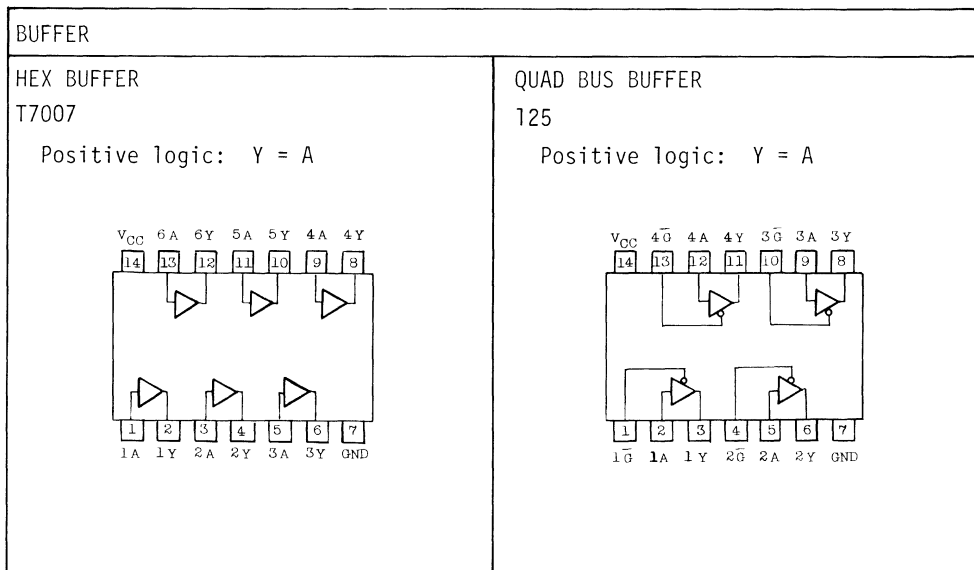 BUFFER
HEX BUFFER
T7007
Positive logic: Y = A
VCC 6A 6Y 5A 5Y 4A 4Y
14 13 12 11 10 9 8
1 2 3 4 5 6 7
1A 1Y 2A 2Y 3A 3Y GND
QUAD BUS BUFFER
125
Positive logic: Y = A
VCC 4G̅ 4A 4Y 3G̅ 3A 3Y
14 13 12 11 10 9 8
1 2 3 4 5 6 7
1G̅ 1A 1Y 2G̅ 2A 2Y GND